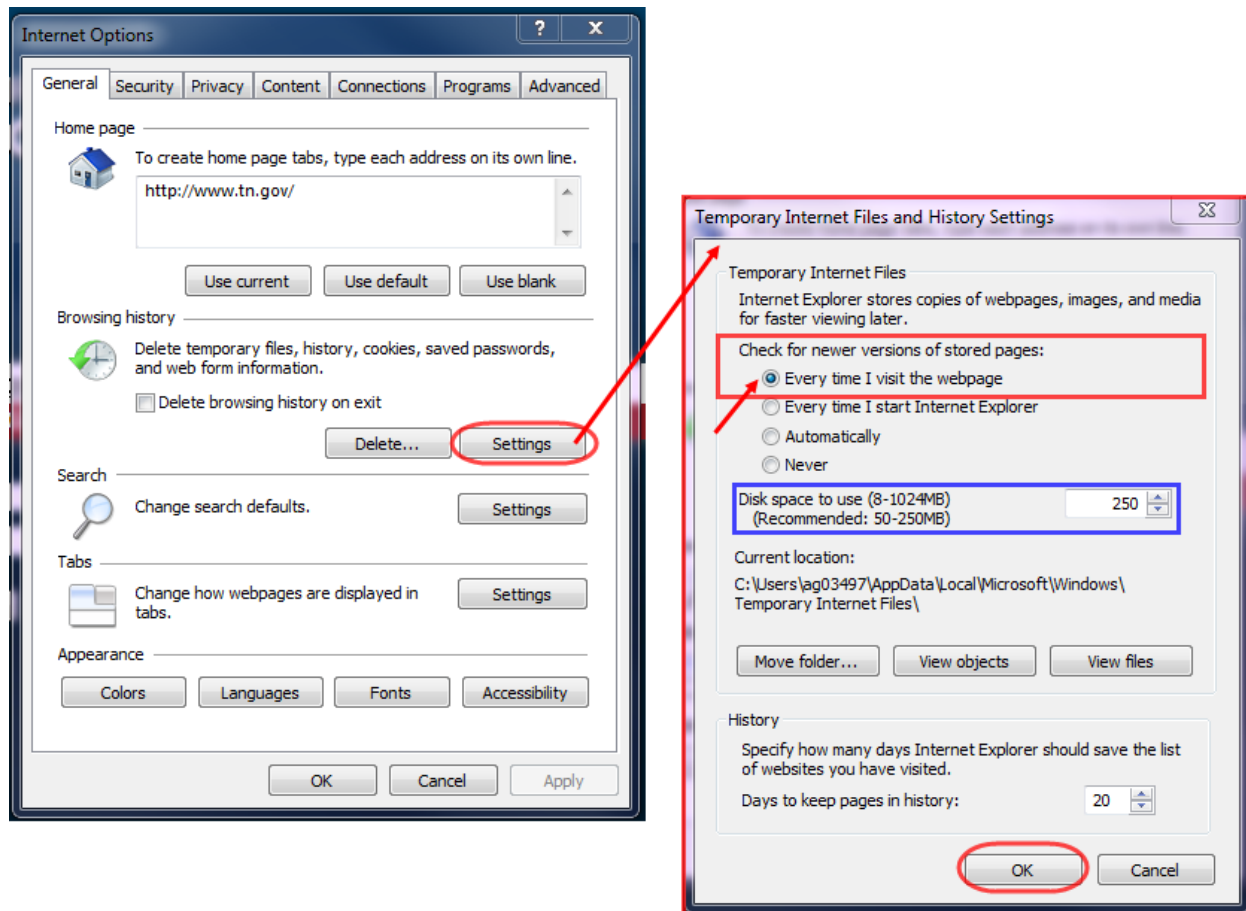 Internet Options
General Security Privacy Content Connections Programs Advanced
Home page
To create home page tabs, type each address on its own line.
http://www.tn.gov/
Use current Use default Use blank
Browsing history
Delete temporary files, history, cookies, saved passwords,
and web form information.
Delete browsing history on exit
Delete... Settings
Search
Change search defaults.
Settings
Tabs
Change how webpages are displayed in
tabs.
Settings
Appearance
Colors Languages Fonts Accessibility
OK Cancel Apply
Temporary Internet Files and History Settings
Temporary Internet Files
Internet Explorer stores copies of webpages, images, and media
for faster viewing later.
Check for newer versions of stored pages:
Every time I visit the webpage
Every time I start Internet Explorer
Automatically
Never
Disk space to use (8-1024MB)
(Recommended: 50-250MB)
250
Current location:
C:\Users\ag03497\AppData\Local\Microsoft\Windows\
Temporary Internet Files\
Move folder... View objects View files
History
Specify how many days Internet Explorer should save the list
of websites you have visited.
Days to keep pages in history: 20
OK Cancel